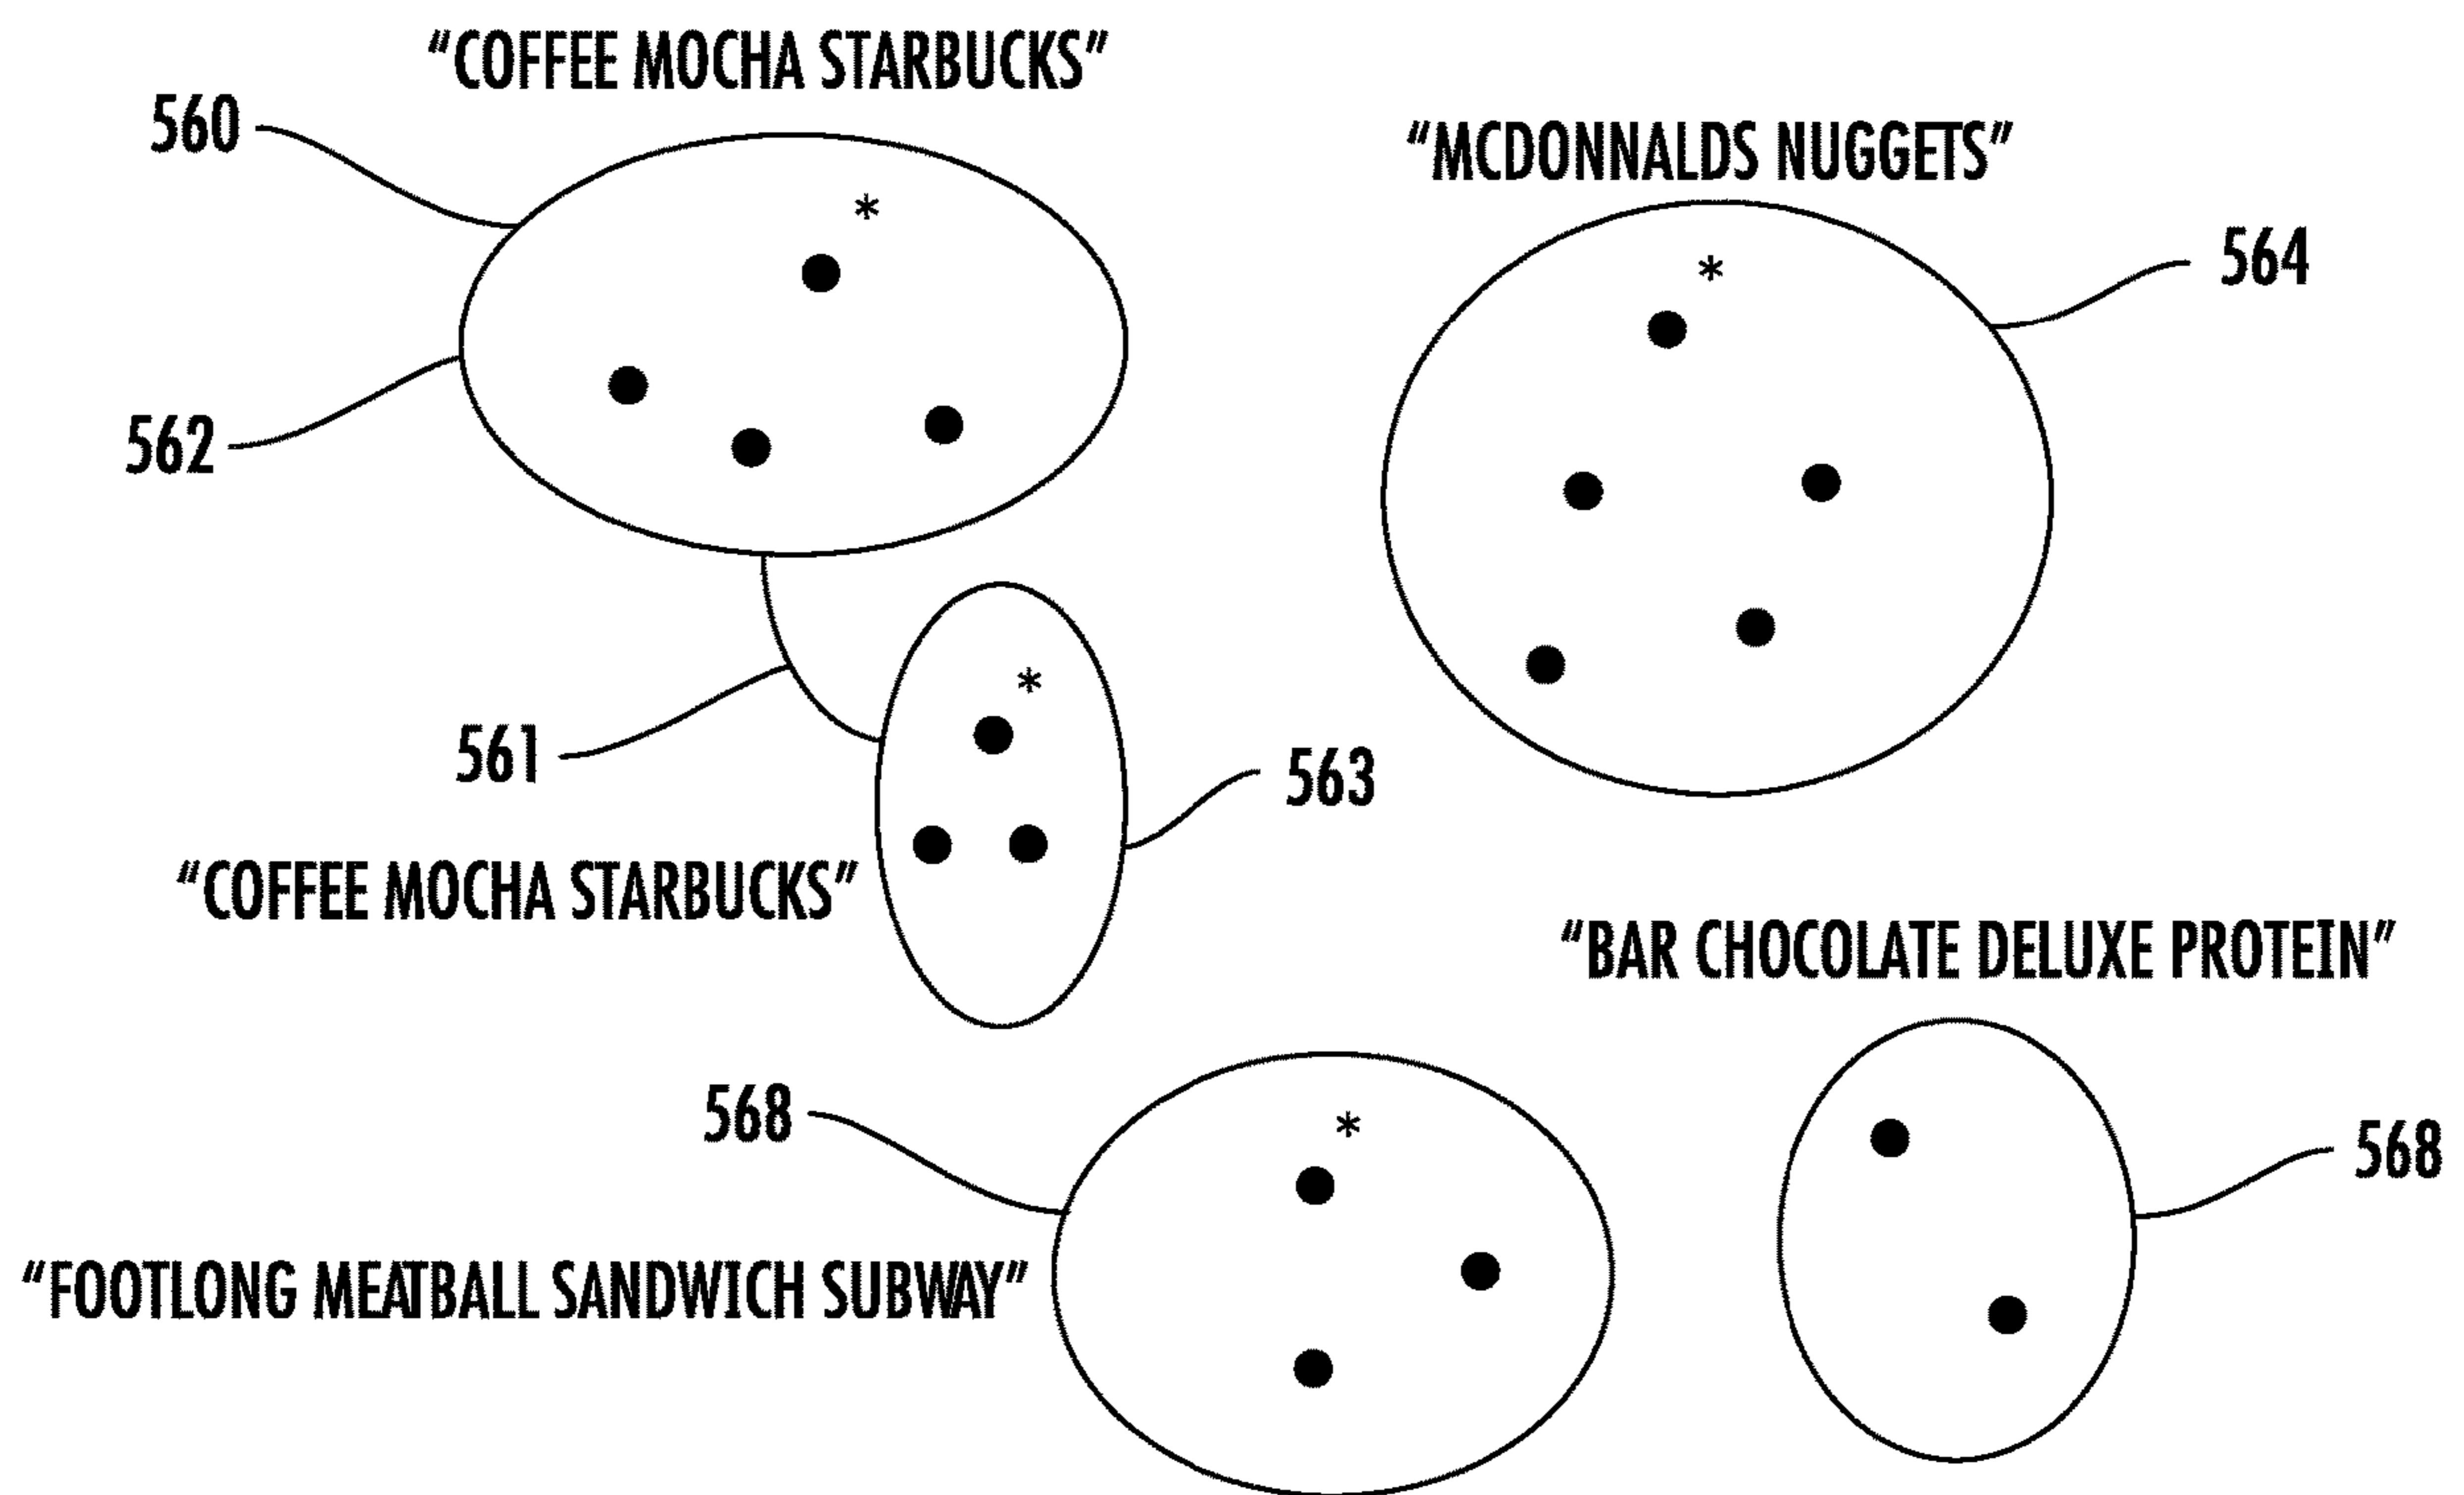 "COFFEE MOCHA STARBUCKS"
560
"MCDONNALDS NUGGETS"
*
564
*
562
*
561
563
"COFFEE MOCHA STARBUCKS"
"BAR CHOCOLATE DELUXE PROTEIN"
568
*
568
"FOOTLONG MEATBALL SANDWICH SUBWAY"